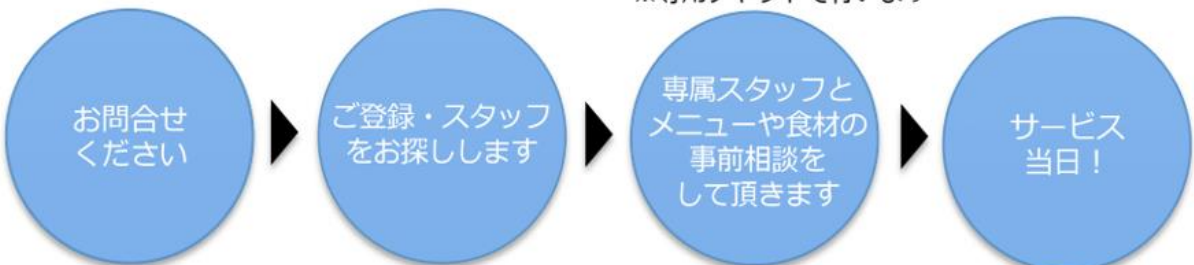 お問合せ
ください
ご登録・スタッフ
をお探しします
専属スタッフと
メニューや食材の
事前相談を
して頂きます
サービス
当日！